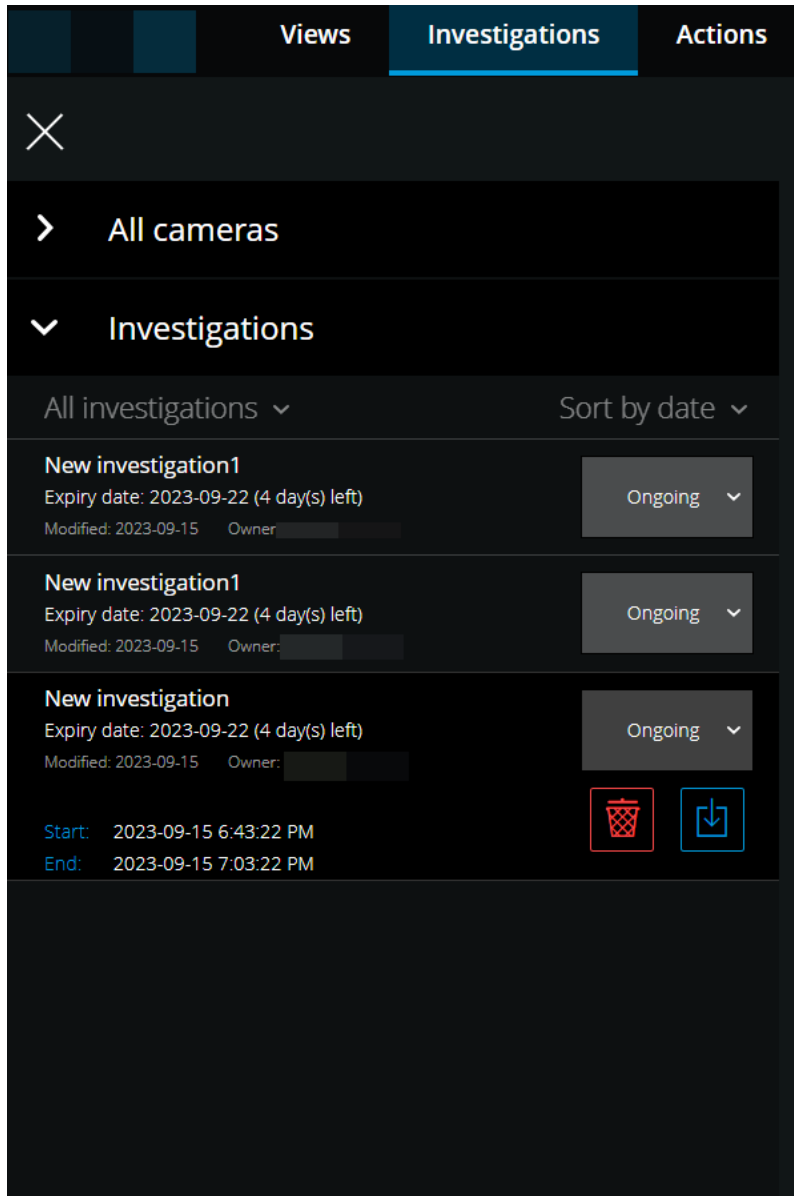 Views Investigations Actions
All cameras
Investigations
All investigations Sort by date
New investigation1
Expiry date: 2023-09-22 (4 day(s) left) Ongoing
Modified: 2023-09-15 Owner
New investigation1
Expiry date: 2023-09-22 (4 day(s) left) Ongoing
Modified: 2023-09-15 Owner:
New investigation
Expiry date: 2023-09-22 (4 day(s) left) Ongoing
Modified: 2023-09-15 Owner:
Start: 2023-09-15 6:43:22 PM
End: 2023-09-15 7:03:22 PM